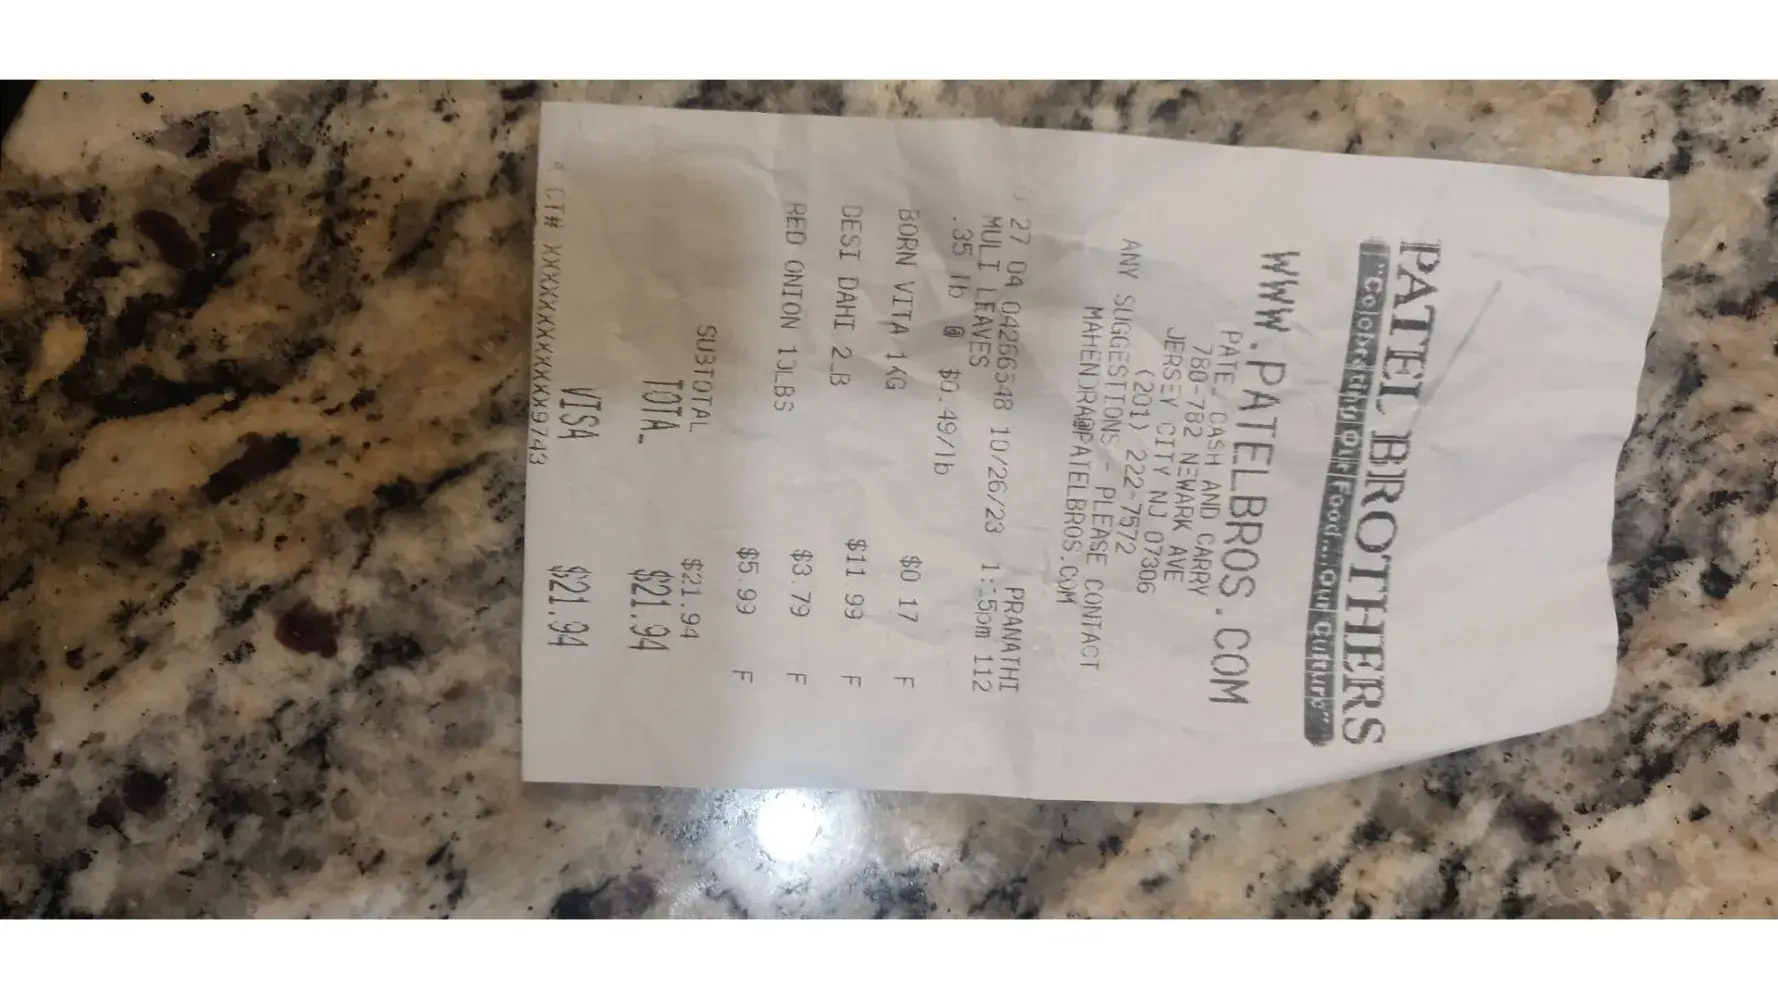 PATEL BROTHERS
"Celebrating our Food...our Culture"
WWW.PATELBROS.COM
PATEL CASH AND CARRY
780-782 NEWARK AVE
JERSEY CITY NJ 07306
(201) 222-7572
ANY SUGGESTIONS - PLEASE CONTACT
MAHENDRA@PATELBROS.COM
27 04 PRANATHI
10/26/23 112
MULI LEAVES
.35 lb @ $0.49/lb
$0.17 F
BORN VITA 1KG $11.99 F
DESI DAHI 2LB $3.79 F
RED ONION 10LBS $5.99 F
SUBTOTAL $21.94
TOTAL $21.94
VISA $21.94
CT# XXXXXXXXXXXX9743